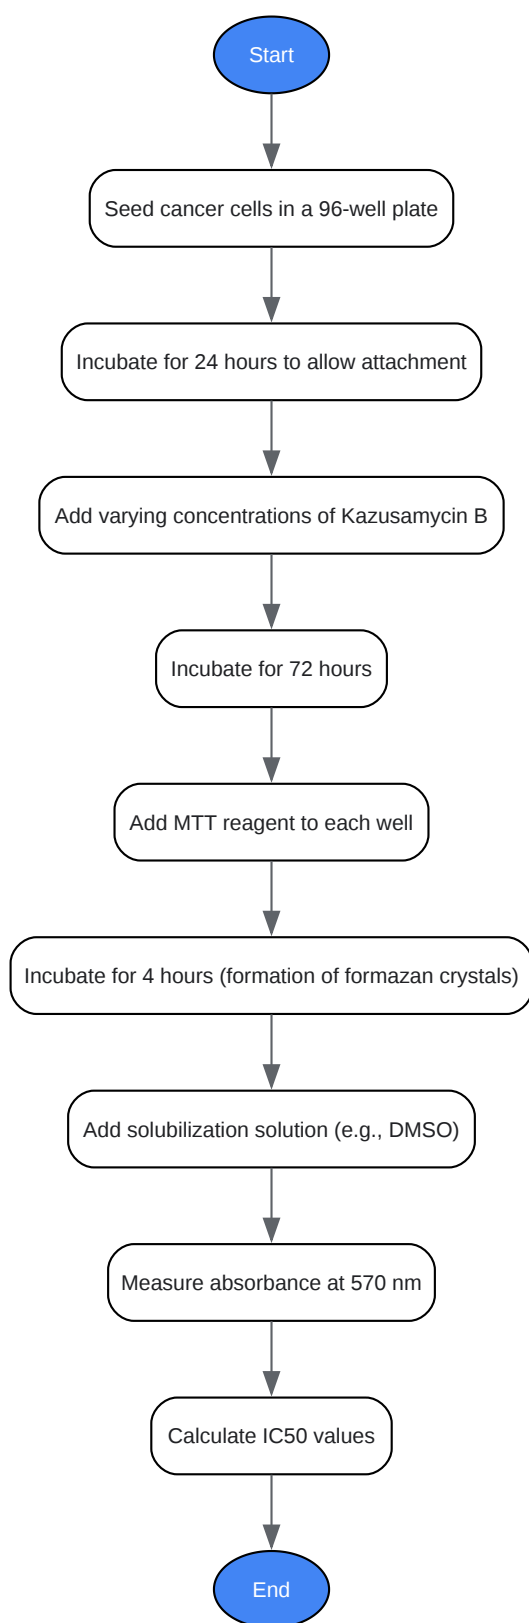 Start
Seed cancer cells in a 96-well plate
Incubate for 24 hours to allow attachment
Add varying concentrations of Kazusamycin B
Incubate for 72 hours
Add MTT reagent to each well
Incubate for 4 hours (formation of formazan crystals)
Add solubilization solution (e.g., DMSO)
Measure absorbance at 570 nm
Calculate IC50 values
End